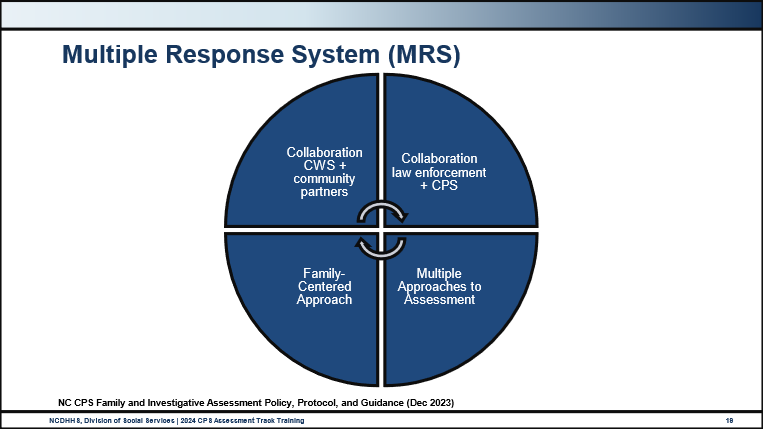 Multiple Response System (MRS)
Collaboration
CWS +
community
partners
Collaboration
law enforcement
+ CPS
Family-
Centered
Approach
Multiple
Approaches to
Assessment
NC CPS Family and Investigative Assessment Policy, Protocol, and Guidance (Dec 2023)
NCDHHS, Division of Social Services | 2024 CPS Assessment Track Training
19